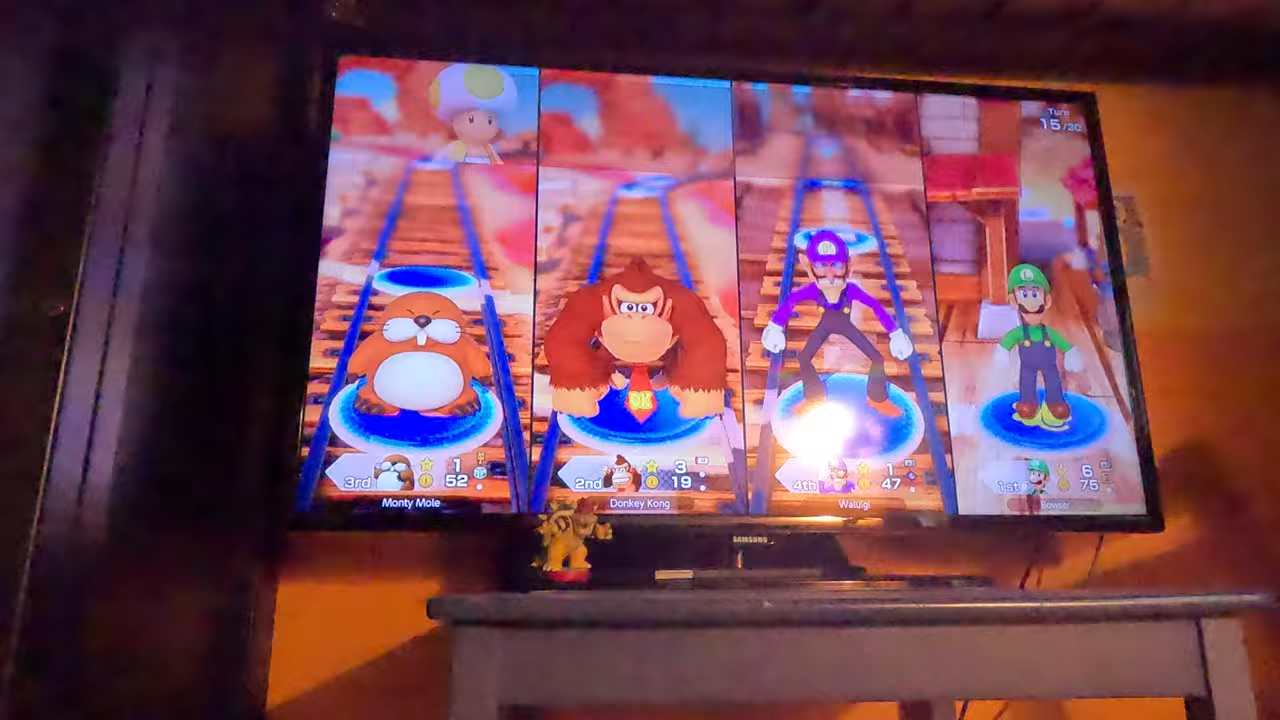 Turn
15/30
3rd
1
52
Monty Mole
DK
2nd
3
19
Donkey Kong
4th
1
47
Waluigi
L
1st
6
75
Bowser
SAMSUNG